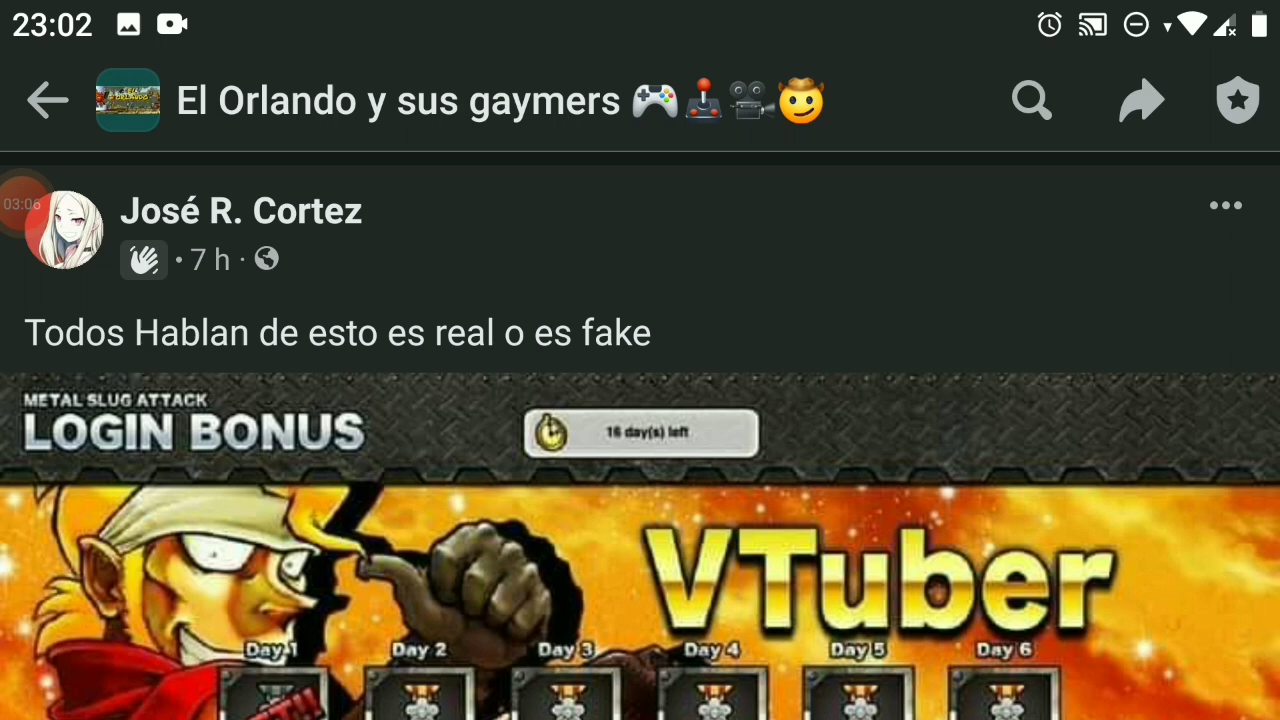 23:02
El Orlando y sus gaymers 🎮🕹️🎥🤠
03:06
José R. Cortez
• 7 h ·
Todos Hablan de esto es real o es fake
METAL SLUG ATTACK
LOGIN BONUS
16 day(s) left
VTuber
Day 1 Day 2 Day 3 Day 4 Day 5 Day 6